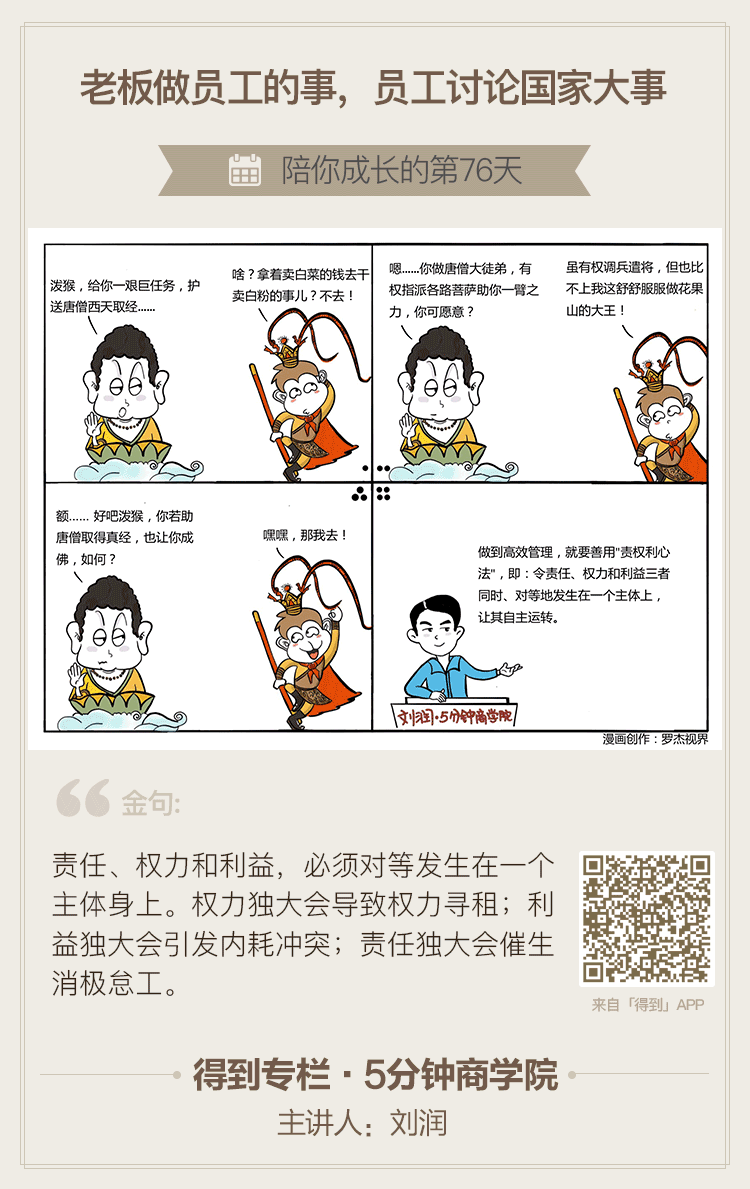 老板做员工的事，员工讨论国家大事
陪你成长的第76天
泼猴，给你一艰巨任务，护
送唐僧西天取经......
啥？拿着卖白菜的钱去干
卖白粉的事儿？不去！
嗯......你做唐僧大徒弟，有
权指派各路菩萨助你一臂之
力，你可愿意？
虽有权调兵遣将，但也比
不上我这舒舒服服做花果
山的大王！
额...... 好吧泼猴，你若助
唐僧取得真经，也让你成
佛，如何？
嘿嘿，那我去！
做到高效管理，就要善用"责权利心
法"，即：令责任、权力和利益三者
同时、对等地发生在一个主体上，
让其自主运转。
刘润·5分钟商学院
漫画创作：罗杰视界
金句:
责任、权力和利益，必须对等发生在一个
主体身上。权力独大会导致权力寻租；利
益独大会引发内耗冲突；责任独大会催生
消极怠工。
来自「得到」APP
得到专栏·5分钟商学院
主讲人：刘润